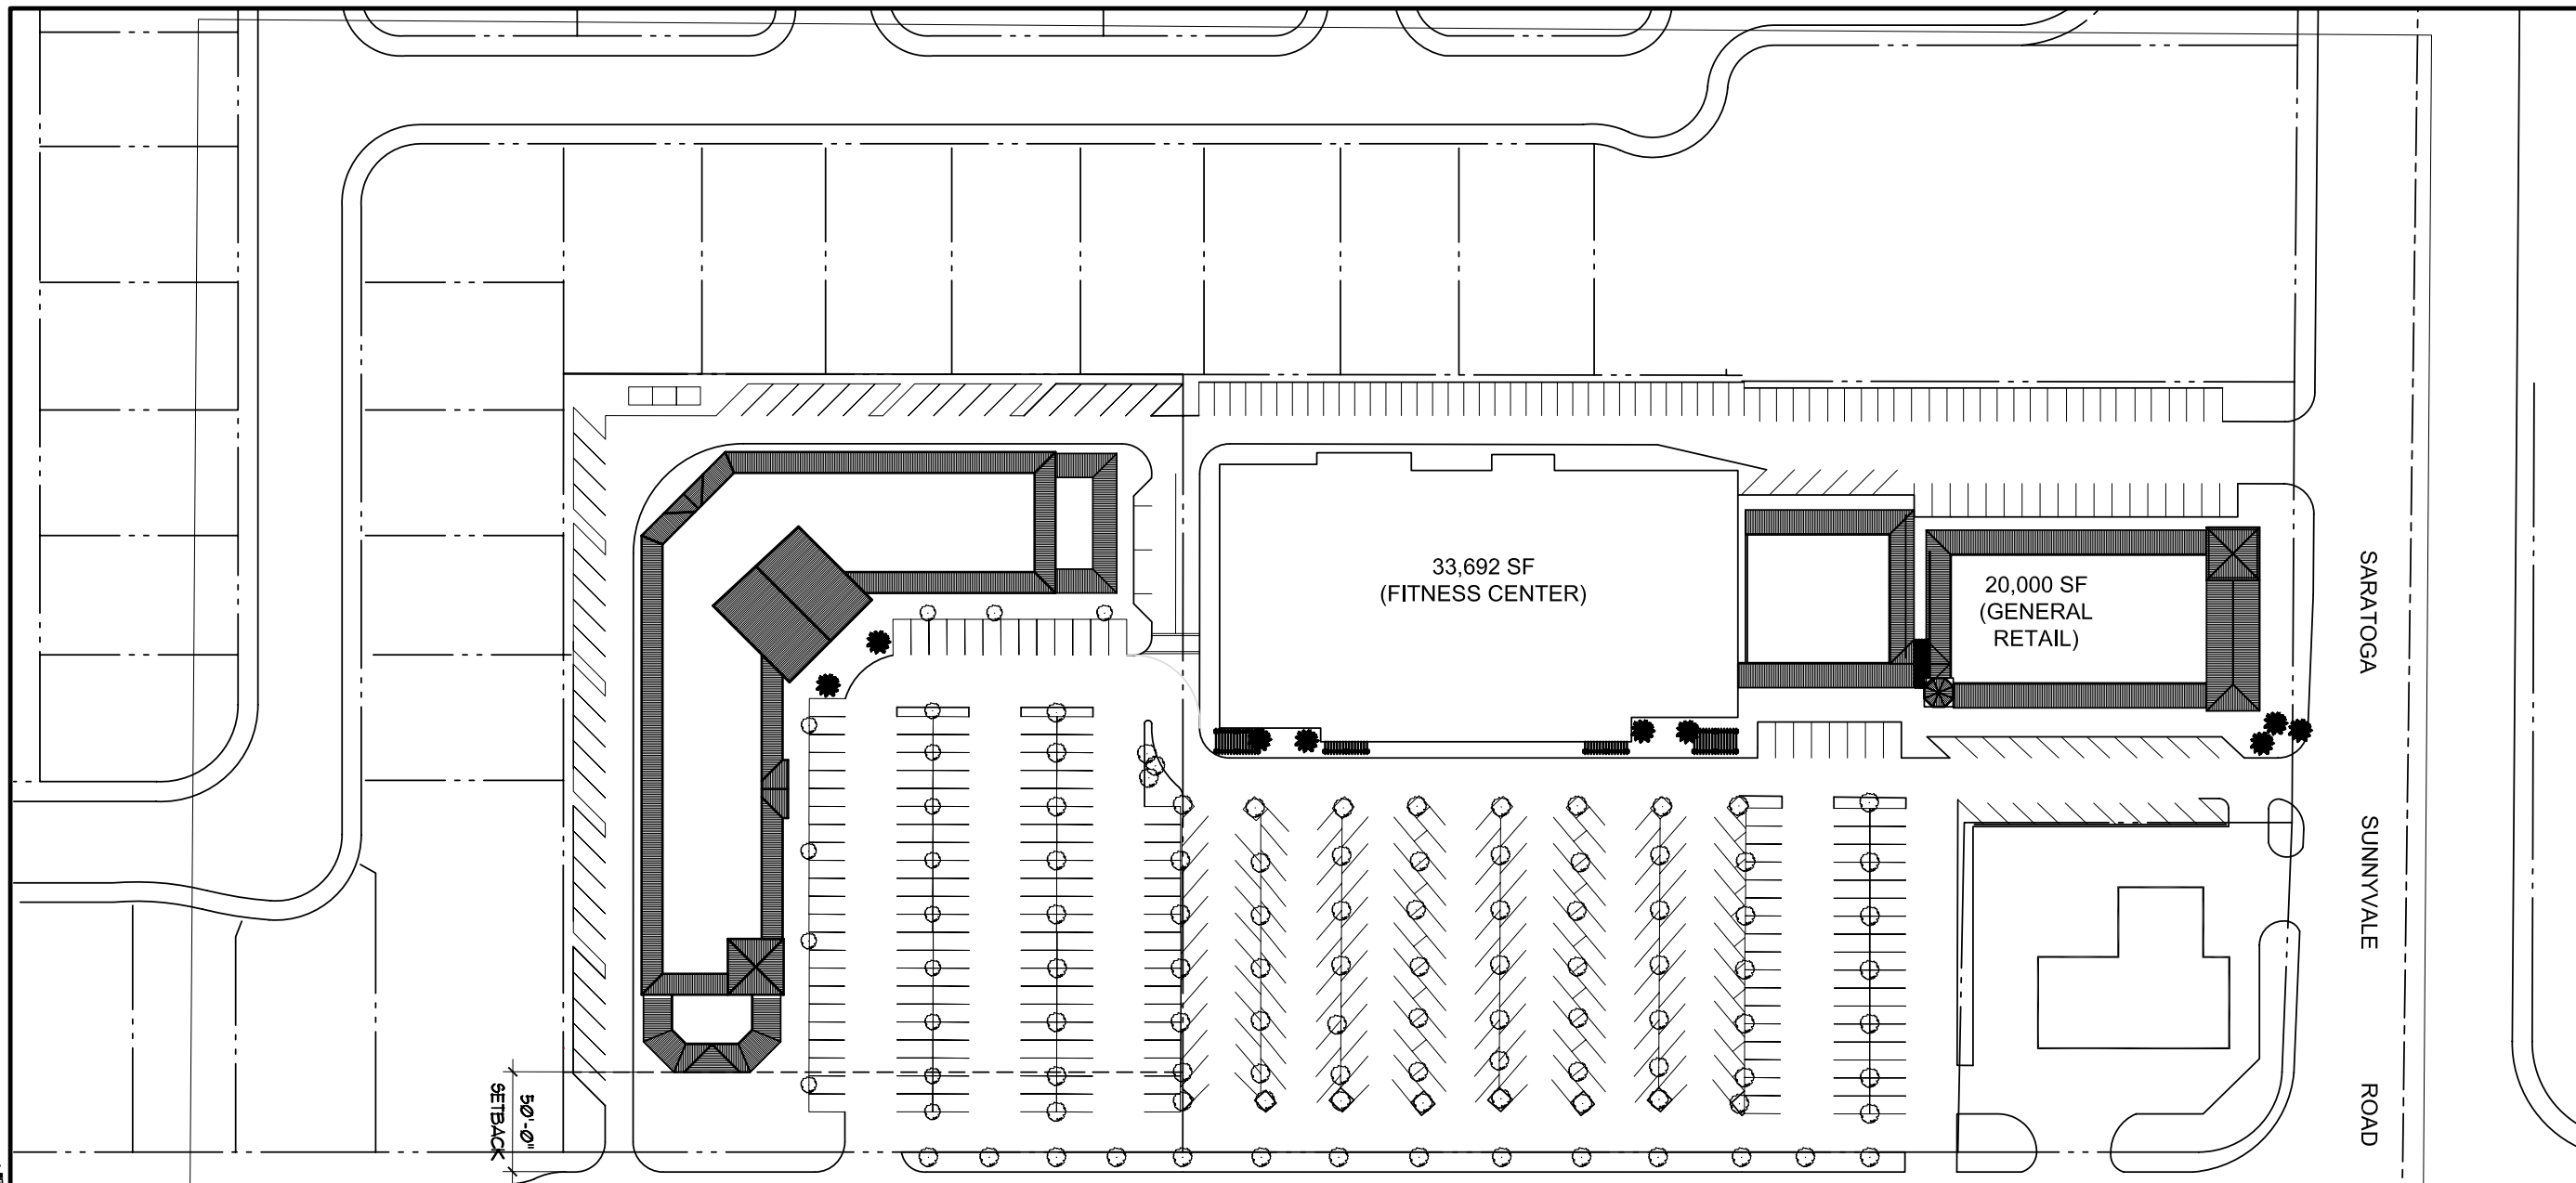 33,692 SF
(FITNESS CENTER)
20,000 SF
(GENERAL
RETAIL)
SARATOGA
SUNNYVALE
ROAD
50'-0"
SETBACK